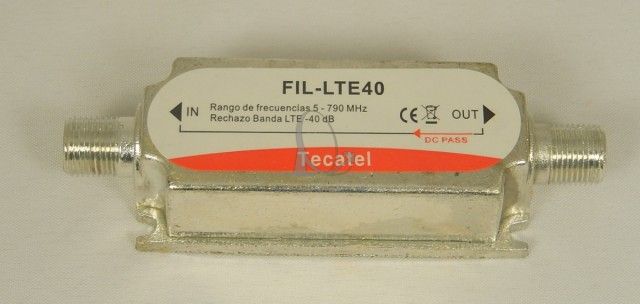 FIL-LTE40
IN
Rango de frecuencias 5 - 790 MHz
Rechazo Banda LTE -40 dB
CE
OUT
DC PASS
Tecatel